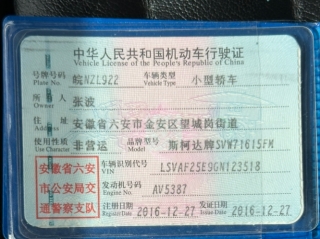 中华人民共和国机动车行驶证
Vehicle License of the People's Republic of China
号牌号码 皖NZL922 车辆类型 小型轿车
Plate No. Vehicle Type
所有人 张波
Owner
住址 安徽省六安市金安区望城岗街道
Address
使用性质 非营运 品牌型号 斯柯达牌SVW71615FM
Use Character Model
安徽省六安
市公安局交
通警察支队
车辆识别代号 LSVAF25E9GN123518
VIN
发动机号码 AV5387
Engine No.
注册日期 2016-12-27 发证日期 2016-12-27
Register Date Issue Date